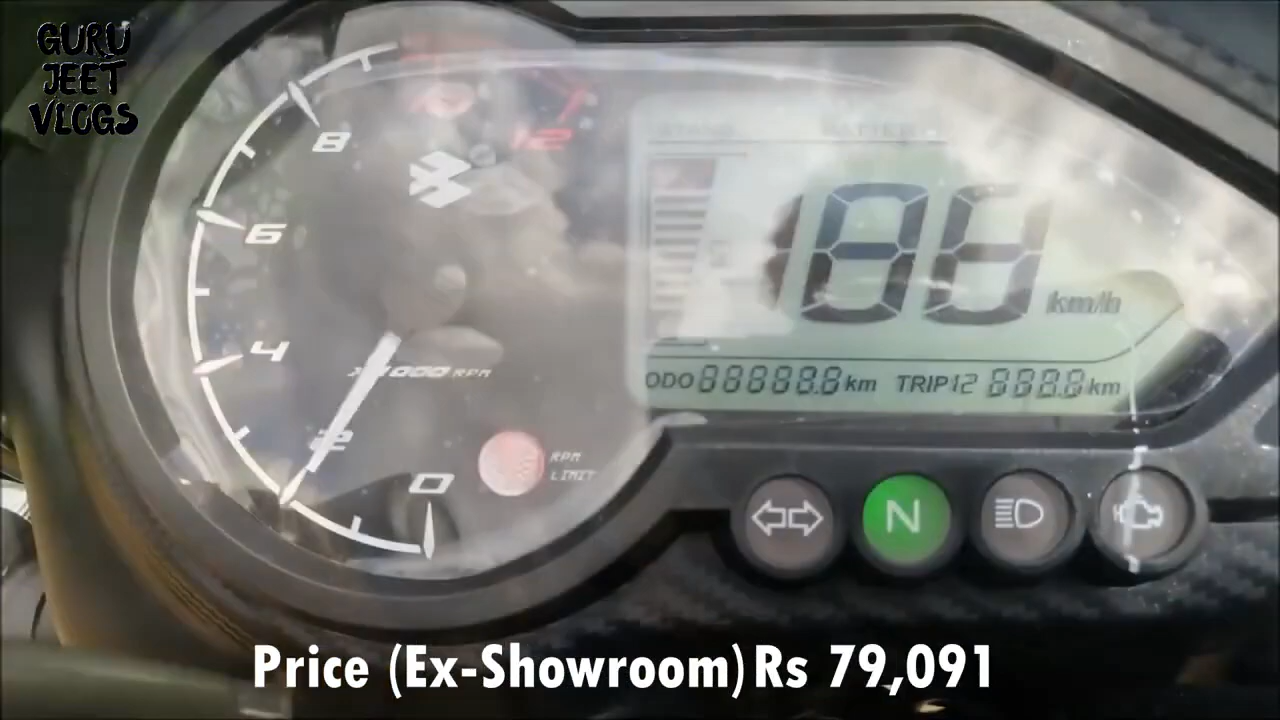 GURU
JEET
VLOGS
8
12
6
188
km/h
4
x1000 RPM
ODO 88888.8 km TRIP12 888.8 km
2
RPM
LIMIT
0
N
Price (Ex-Showroom) Rs 79,091